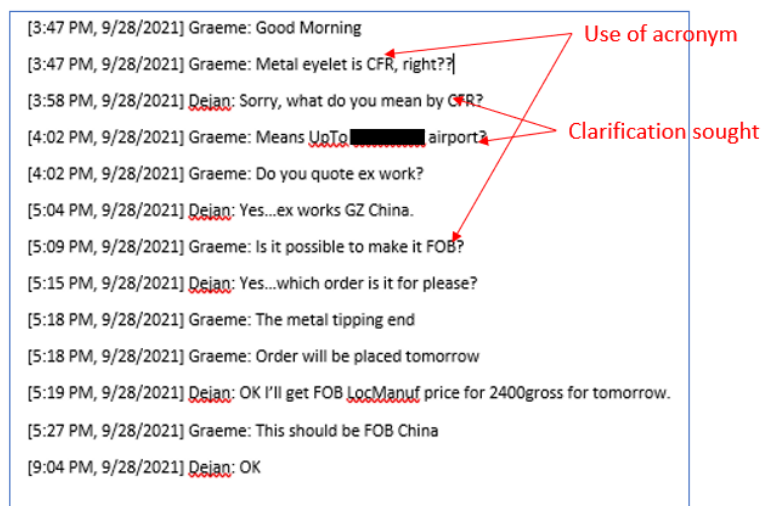 [3:47 PM, 9/28/2021] Graeme: Good Morning
[3:47 PM, 9/28/2021] Graeme: Metal eyelet is CFR, right??
[3:58 PM, 9/28/2021] Dejan: Sorry, what do you mean by CFR?
[4:02 PM, 9/28/2021] Graeme: Means UpTo airport?
[4:02 PM, 9/28/2021] Graeme: Do you quote ex work?
[5:04 PM, 9/28/2021] Dejan: Yes...ex works GZ China.
[5:09 PM, 9/28/2021] Graeme: Is it possible to make it FOB?
[5:15 PM, 9/28/2021] Dejan: Yes...which order is it for please?
[5:18 PM, 9/28/2021] Graeme: The metal tipping end
[5:18 PM, 9/28/2021] Graeme: Order will be placed tomorrow
[5:19 PM, 9/28/2021] Dejan: OK I'll get FOB LocManuf price for 2400gross for tomorrow.
[5:27 PM, 9/28/2021] Graeme: This should be FOB China
[9:04 PM, 9/28/2021] Dejan: OK
Use of acronym
Clarification sought